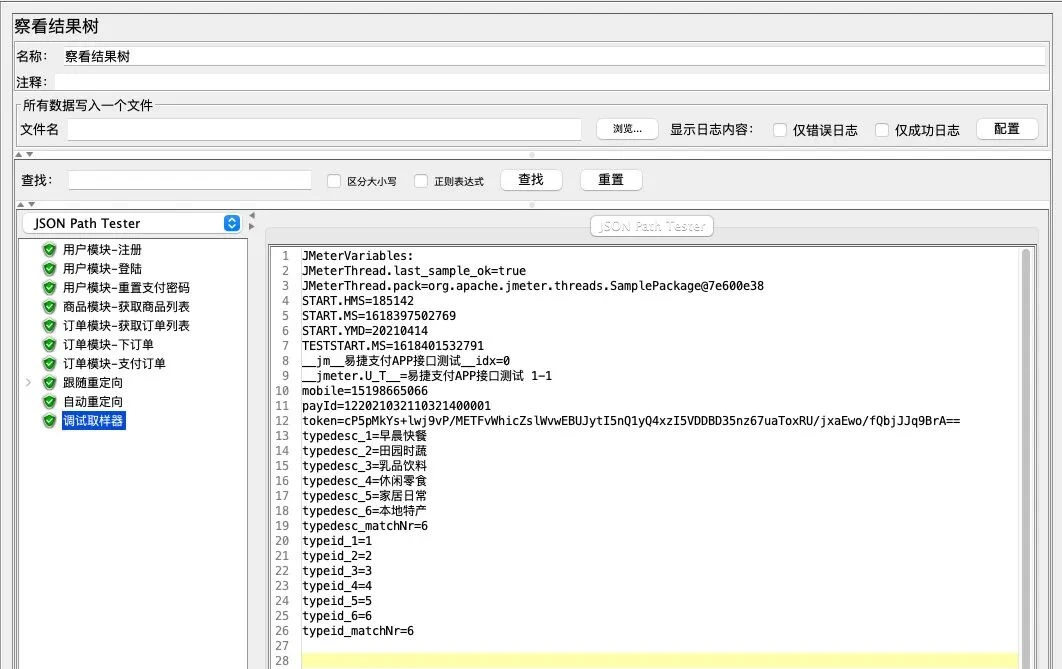 察看结果树
名称： 察看结果树
注释：
所有数据写入一个文件
文件名 浏览... 显示日志内容： 仅错误日志 仅成功日志 配置
查找： 区分大小写 正则表达式 查找 重置
JSON Path Tester
JSON Path Tester
用户模块-注册
用户模块-登陆
用户模块-重置支付密码
商品模块-获取商品列表
订单模块-获取订单列表
订单模块-下订单
订单模块-支付订单
跟随重定向
自动重定向
调试取样器
1 JMeterVariables:
2 JMeterThread.last_sample_ok=true
3 JMeterThread.pack=org.apache.jmeter.threads.SamplePackage@7e600e38
4 START.HMS=185142
5 START.MS=1618397502769
6 START.YMD=20210414
7 TESTSTART.MS=1618401532791
8 __jm__易捷支付APP接口测试__idx=0
9 __jmeter.U_T__=易捷支付APP接口测试 1-1
10 mobile=15198665066
11 payId=122021032110321400001
12 token=cP5pMkYs+lwj9vP/METFvWhicZslWvwEBUJytI5nQ1yQ4xzI5VDDBD35nz67uaToxRU/jxaEwo/fQbjJJq9BrA==
13 typedesc_1=早晨快餐
14 typedesc_2=田园时蔬
15 typedesc_3=乳品饮料
16 typedesc_4=休闲零食
17 typedesc_5=家居日常
18 typedesc_6=本地特产
19 typedesc_matchNr=6
20 typeid_1=1
21 typeid_2=2
22 typeid_3=3
23 typeid_4=4
24 typeid_5=5
25 typeid_6=6
26 typeid_matchNr=6
27
28